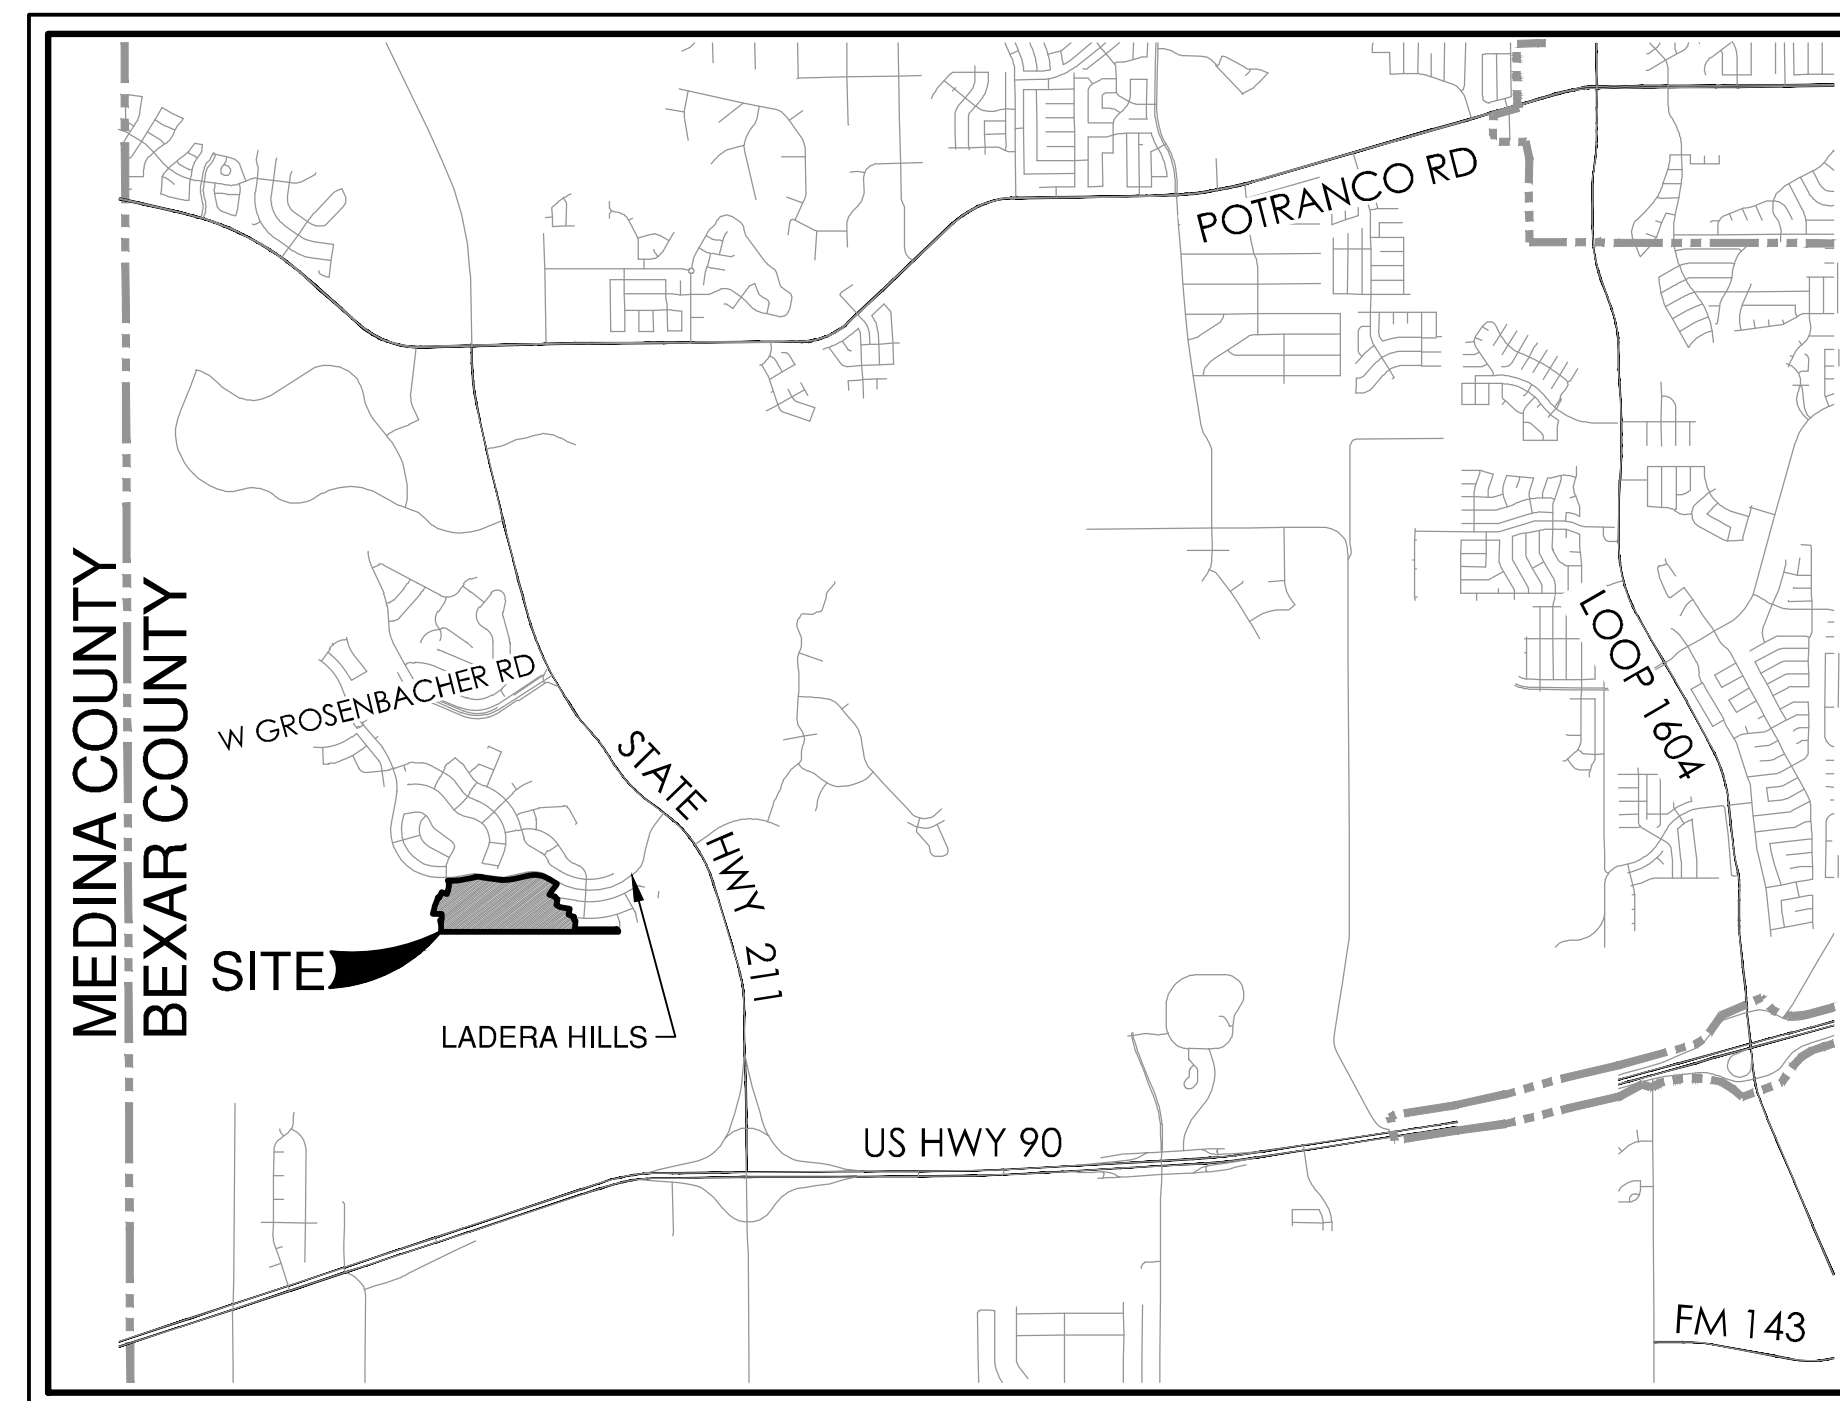 POTRANCO RD
MEDINA COUNTY
BEXAR COUNTY
W GROSENBACHER RD
LOOP 1604
STATE HWY 211
SITE
LADERA HILLS
US HWY 90
FM 143